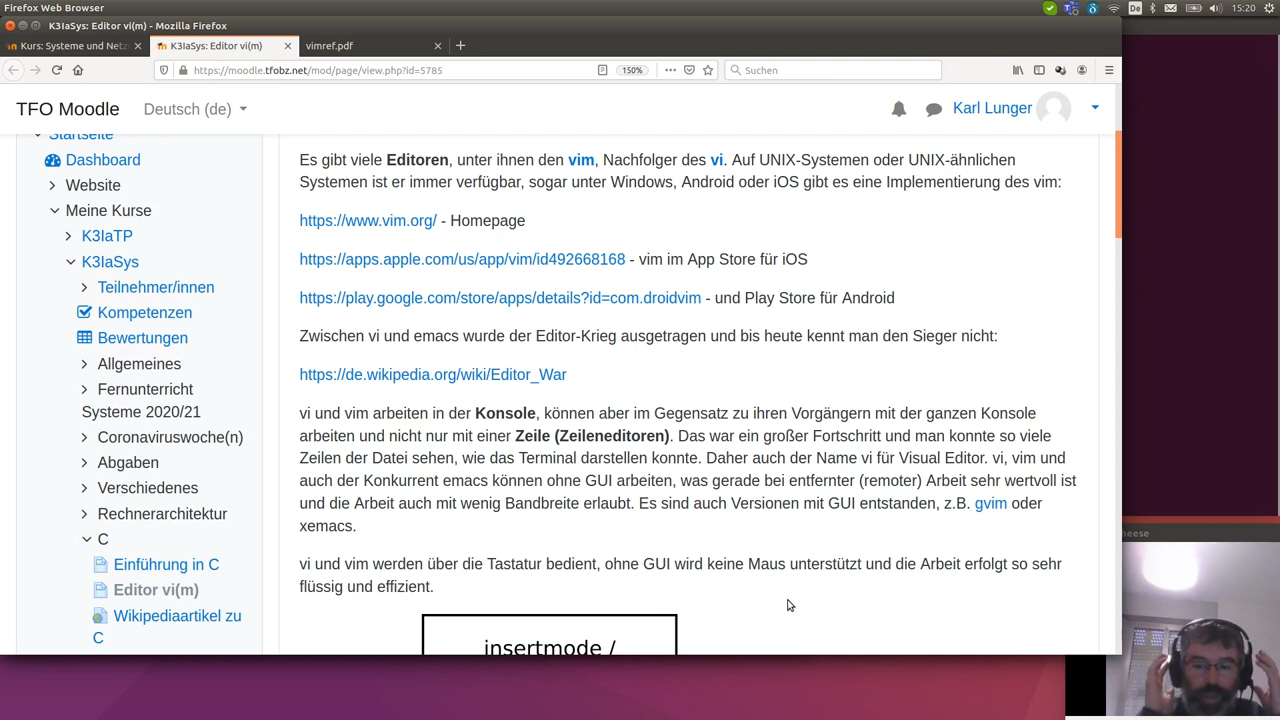 Firefox Web Browser
De
15:20
K3IaSys: Editor vi(m) - Mozilla Firefox
Kurs: Systeme und Netz
K3IaSys: Editor vi(m)
vimref.pdf
https://moodle.tfobz.net/mod/page/view.php?id=5785
150%
Suchen
TFO Moodle
Deutsch (de)
Karl Lunger
Startseite
Dashboard
Website
Meine Kurse
K3IaTP
K3IaSys
Teilnehmer/innen
Kompetenzen
Bewertungen
Allgemeines
Fernunterricht
Systeme 2020/21
Coronaviruswoche(n)
Abgaben
Verschiedenes
Rechnerarchitektur
C
Einführung in C
Editor vi(m)
Wikipediaartikel zu
C
Es gibt viele Editoren, unter ihnen den vim, Nachfolger des vi. Auf UNIX-Systemen oder UNIX-ähnlichen
Systemen ist er immer verfügbar, sogar unter Windows, Android oder iOS gibt es eine Implementierung des vim:
https://www.vim.org/ - Homepage
https://apps.apple.com/us/app/vim/id492668168 - vim im App Store für iOS
https://play.google.com/store/apps/details?id=com.droidvim - und Play Store für Android
Zwischen vi und emacs wurde der Editor-Krieg ausgetragen und bis heute kennt man den Sieger nicht:
https://de.wikipedia.org/wiki/Editor_War
vi und vim arbeiten in der Konsole, können aber im Gegensatz zu ihren Vorgängern mit der ganzen Konsole
arbeiten und nicht nur mit einer Zeile (Zeileneditoren). Das war ein großer Fortschritt und man konnte so viele
Zeilen der Datei sehen, wie das Terminal darstellen konnte. Daher auch der Name vi für Visual Editor. vi, vim und
auch der Konkurrent emacs können ohne GUI arbeiten, was gerade bei entfernter (remoter) Arbeit sehr wertvoll ist
und die Arbeit auch mit wenig Bandbreite erlaubt. Es sind auch Versionen mit GUI entstanden, z.B. gvim oder
xemacs.
vi und vim werden über die Tastatur bedient, ohne GUI wird keine Maus unterstützt und die Arbeit erfolgt so sehr
flüssig und effizient.
insertmode /
heese